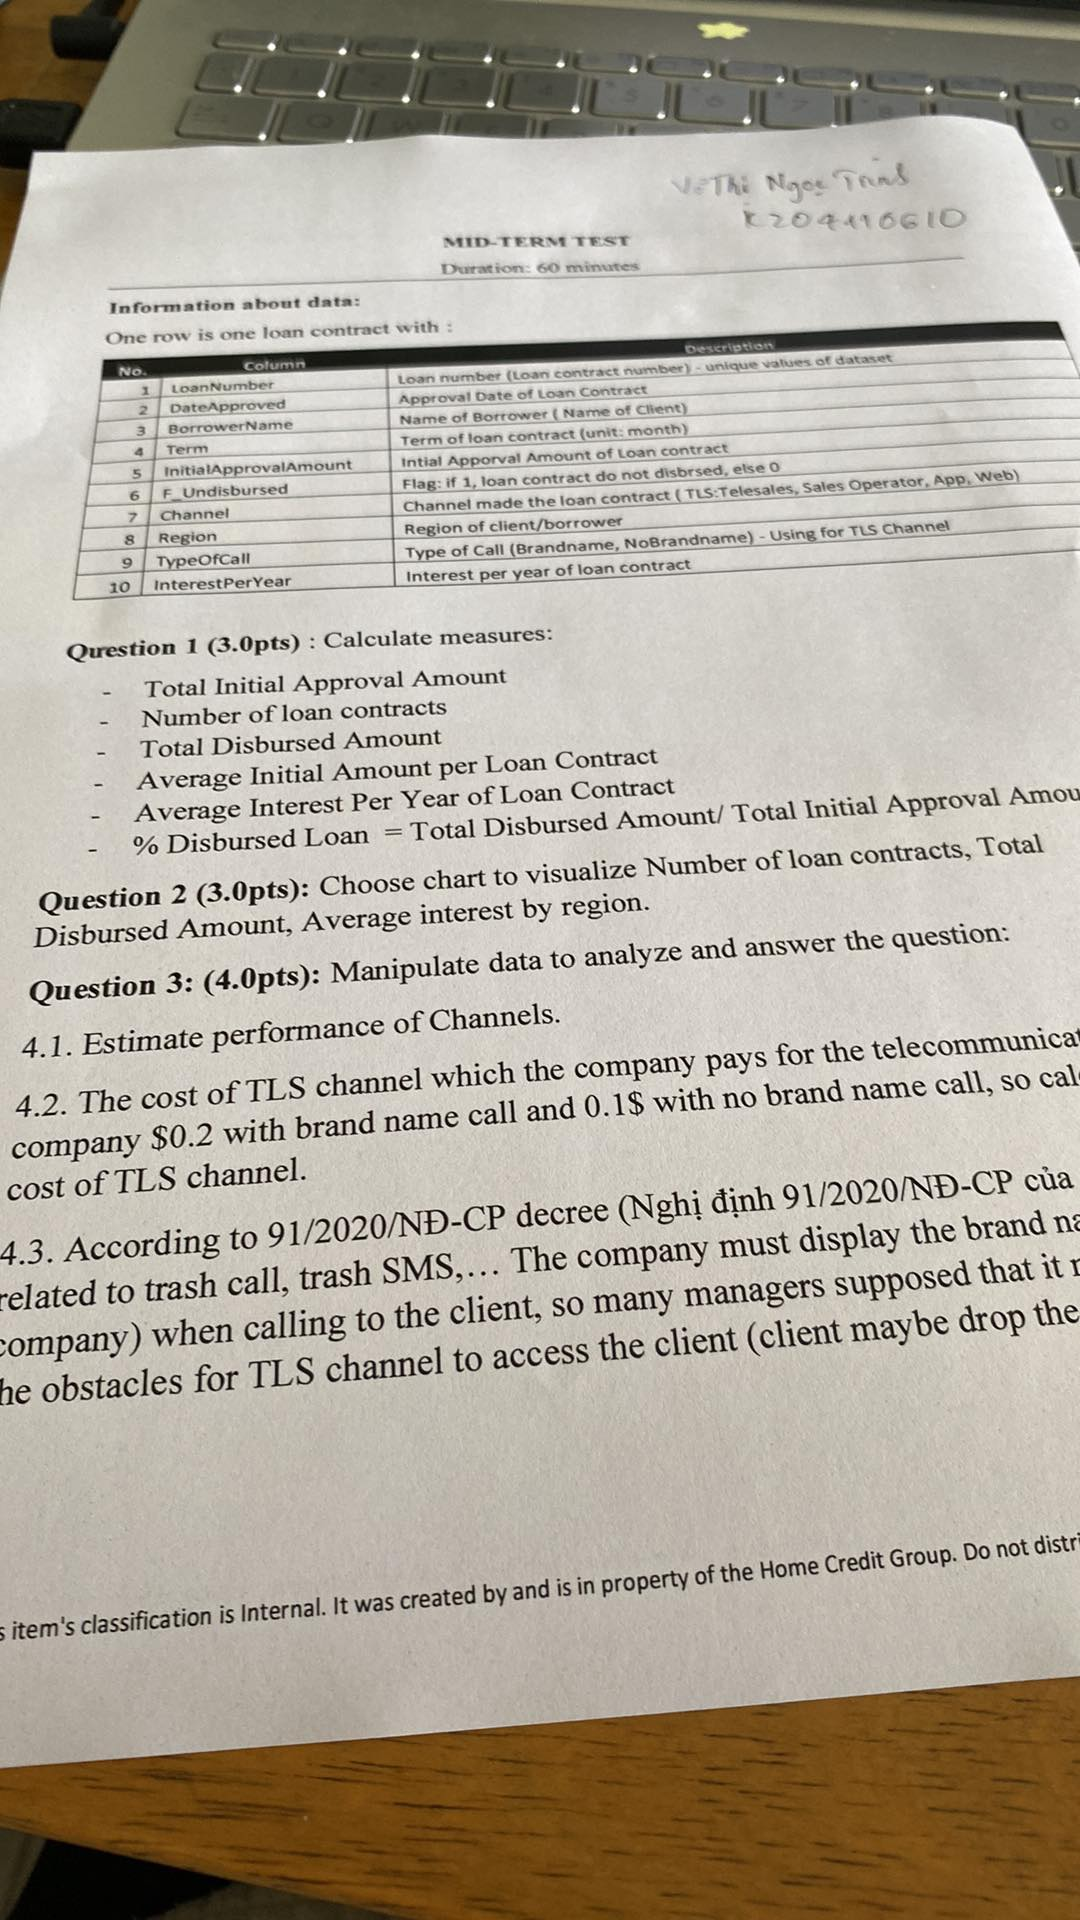 Võ Thị Ngọc Trinh
K204110610
MID-TERM TEST
Duration: 60 minutes
Information about data:
One row is one loan contract with :
No. Column Description
1 LoanNumber Loan number (Loan contract number) - unique values of dataset
2 DateApproved Approval Date of Loan Contract
3 BorrowerName Name of Borrower ( Name of Client)
4 Term Term of loan contract (unit: month)
5 InitialApprovalAmount Intial Apporval Amount of Loan contract
6 F_Undisbursed Flag: if 1, loan contract do not disbrsed, else 0
7 Channel Channel made the loan contract ( TLS:Telesales, Sales Operator, App, Web)
8 Region Region of client/borrower
9 TypeOfCall Type of Call (Brandname, NoBrandname) - Using for TLS Channel
10 InterestPerYear Interest per year of loan contract
Qurestion 1 (3.0pts) : Calculate measures:
- Total Initial Approval Amount
- Number of loan contracts
- Total Disbursed Amount
- Average Initial Amount per Loan Contract
- Average Interest Per Year of Loan Contract
- % Disbursed Loan = Total Disbursed Amount/ Total Initial Approval Amou
Question 2 (3.0pts): Choose chart to visualize Number of loan contracts, Total
Disbursed Amount, Average interest by region.
Question 3: (4.0pts): Manipulate data to analyze and answer the question:
4.1. Estimate performance of Channels.
4.2. The cost of TLS channel which the company pays for the telecommunicat
company $0.2 with brand name call and 0.1$ with no brand name call, so cal
cost of TLS channel.
4.3. According to 91/2020/NĐ-CP decree (Nghị định 91/2020/NĐ-CP của
related to trash call, trash SMS,... The company must display the brand na
company) when calling to the client, so many managers supposed that it
he obstacles for TLS channel to access the client (client maybe drop the
s item's classification is Internal. It was created by and is in property of the Home Credit Group. Do not distri